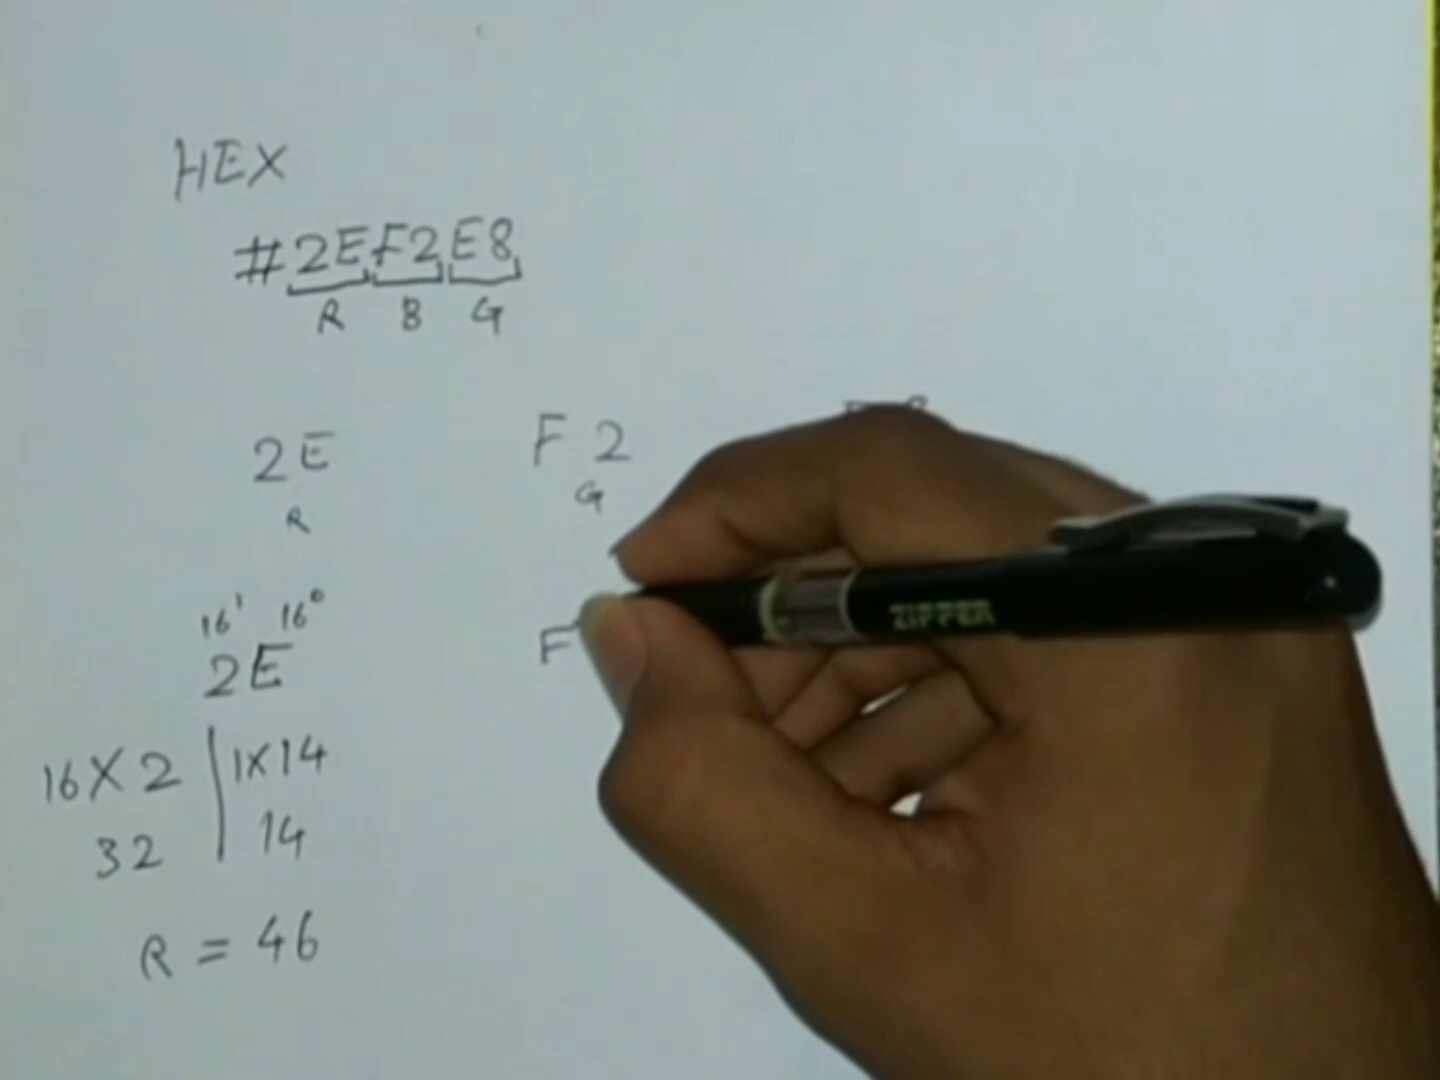 HEX
#2EF2E8
R B G
2E F2
R G
16¹ 16⁰
2E F
16X2 | 1X14
32 | 14
R = 46
ZIPPER